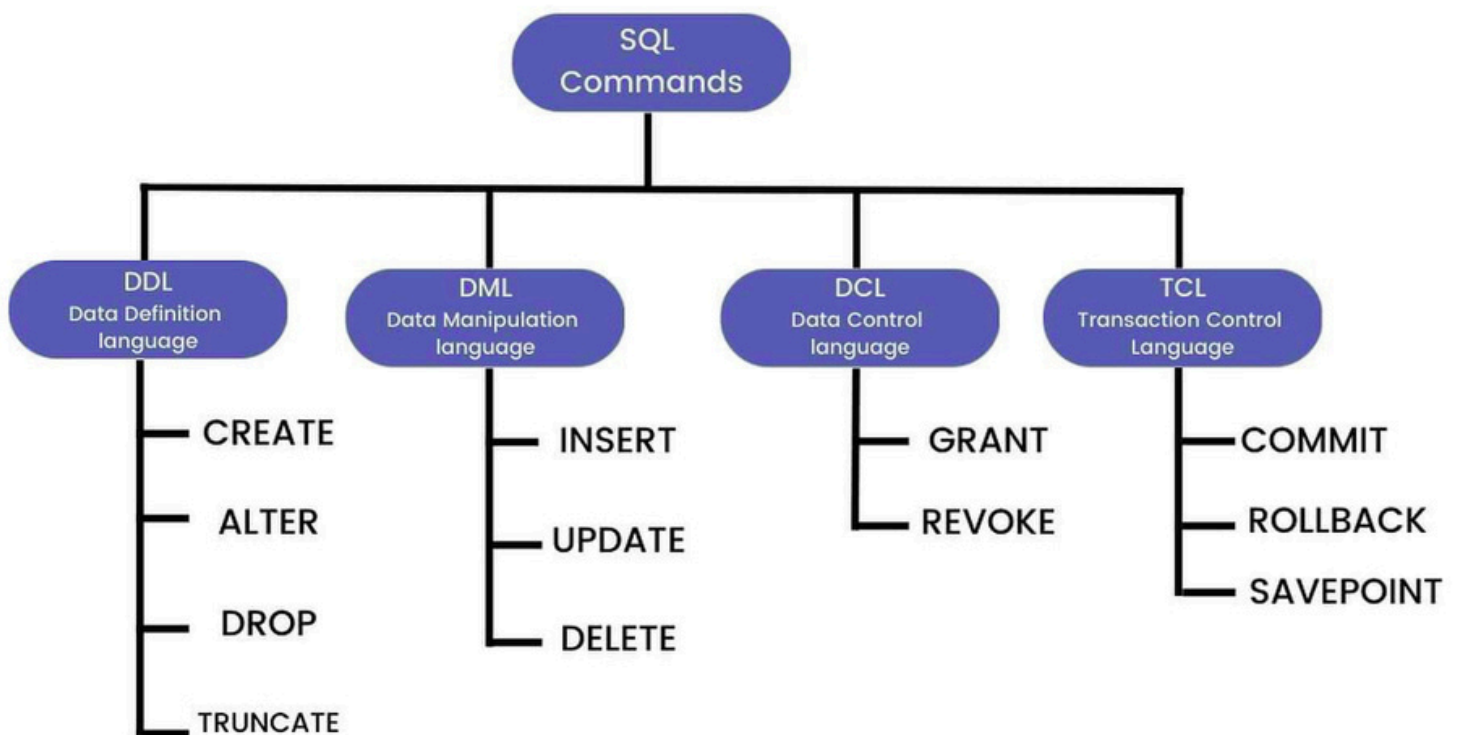 SQL
Commands
DDL
Data Definition
language
CREATE
ALTER
DROP
TRUNCATE
DML
Data Manipulation
language
INSERT
UPDATE
DELETE
DCL
Data Control
language
GRANT
REVOKE
TCL
Transaction Control
Language
COMMIT
ROLLBACK
SAVEPOINT